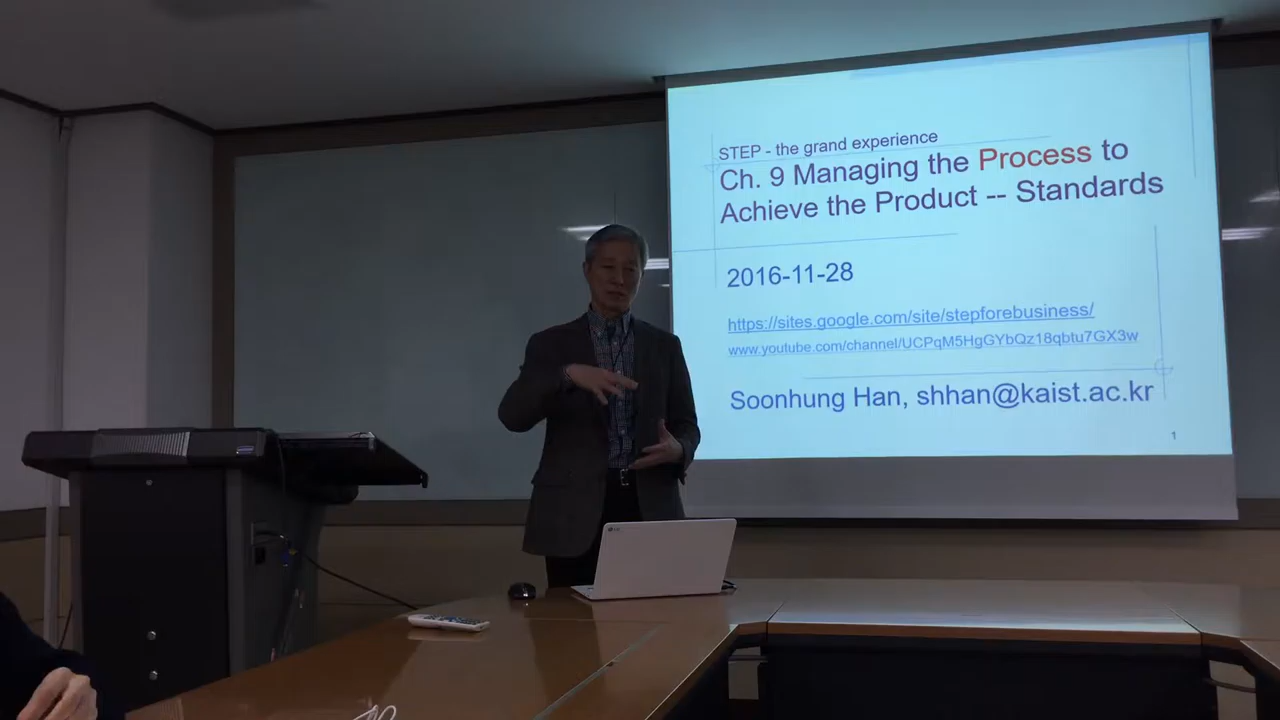 STEP - the grand experience
Ch. 9 Managing the Process to
Achieve the Product -- Standards
2016-11-28
https://sites.google.com/site/stepforebusiness/
www.youtube.com/channel/UCPqM5HgGYbQz18qbtu7GX3w
Soonhung Han, shhan@kaist.ac.kr
1
LG